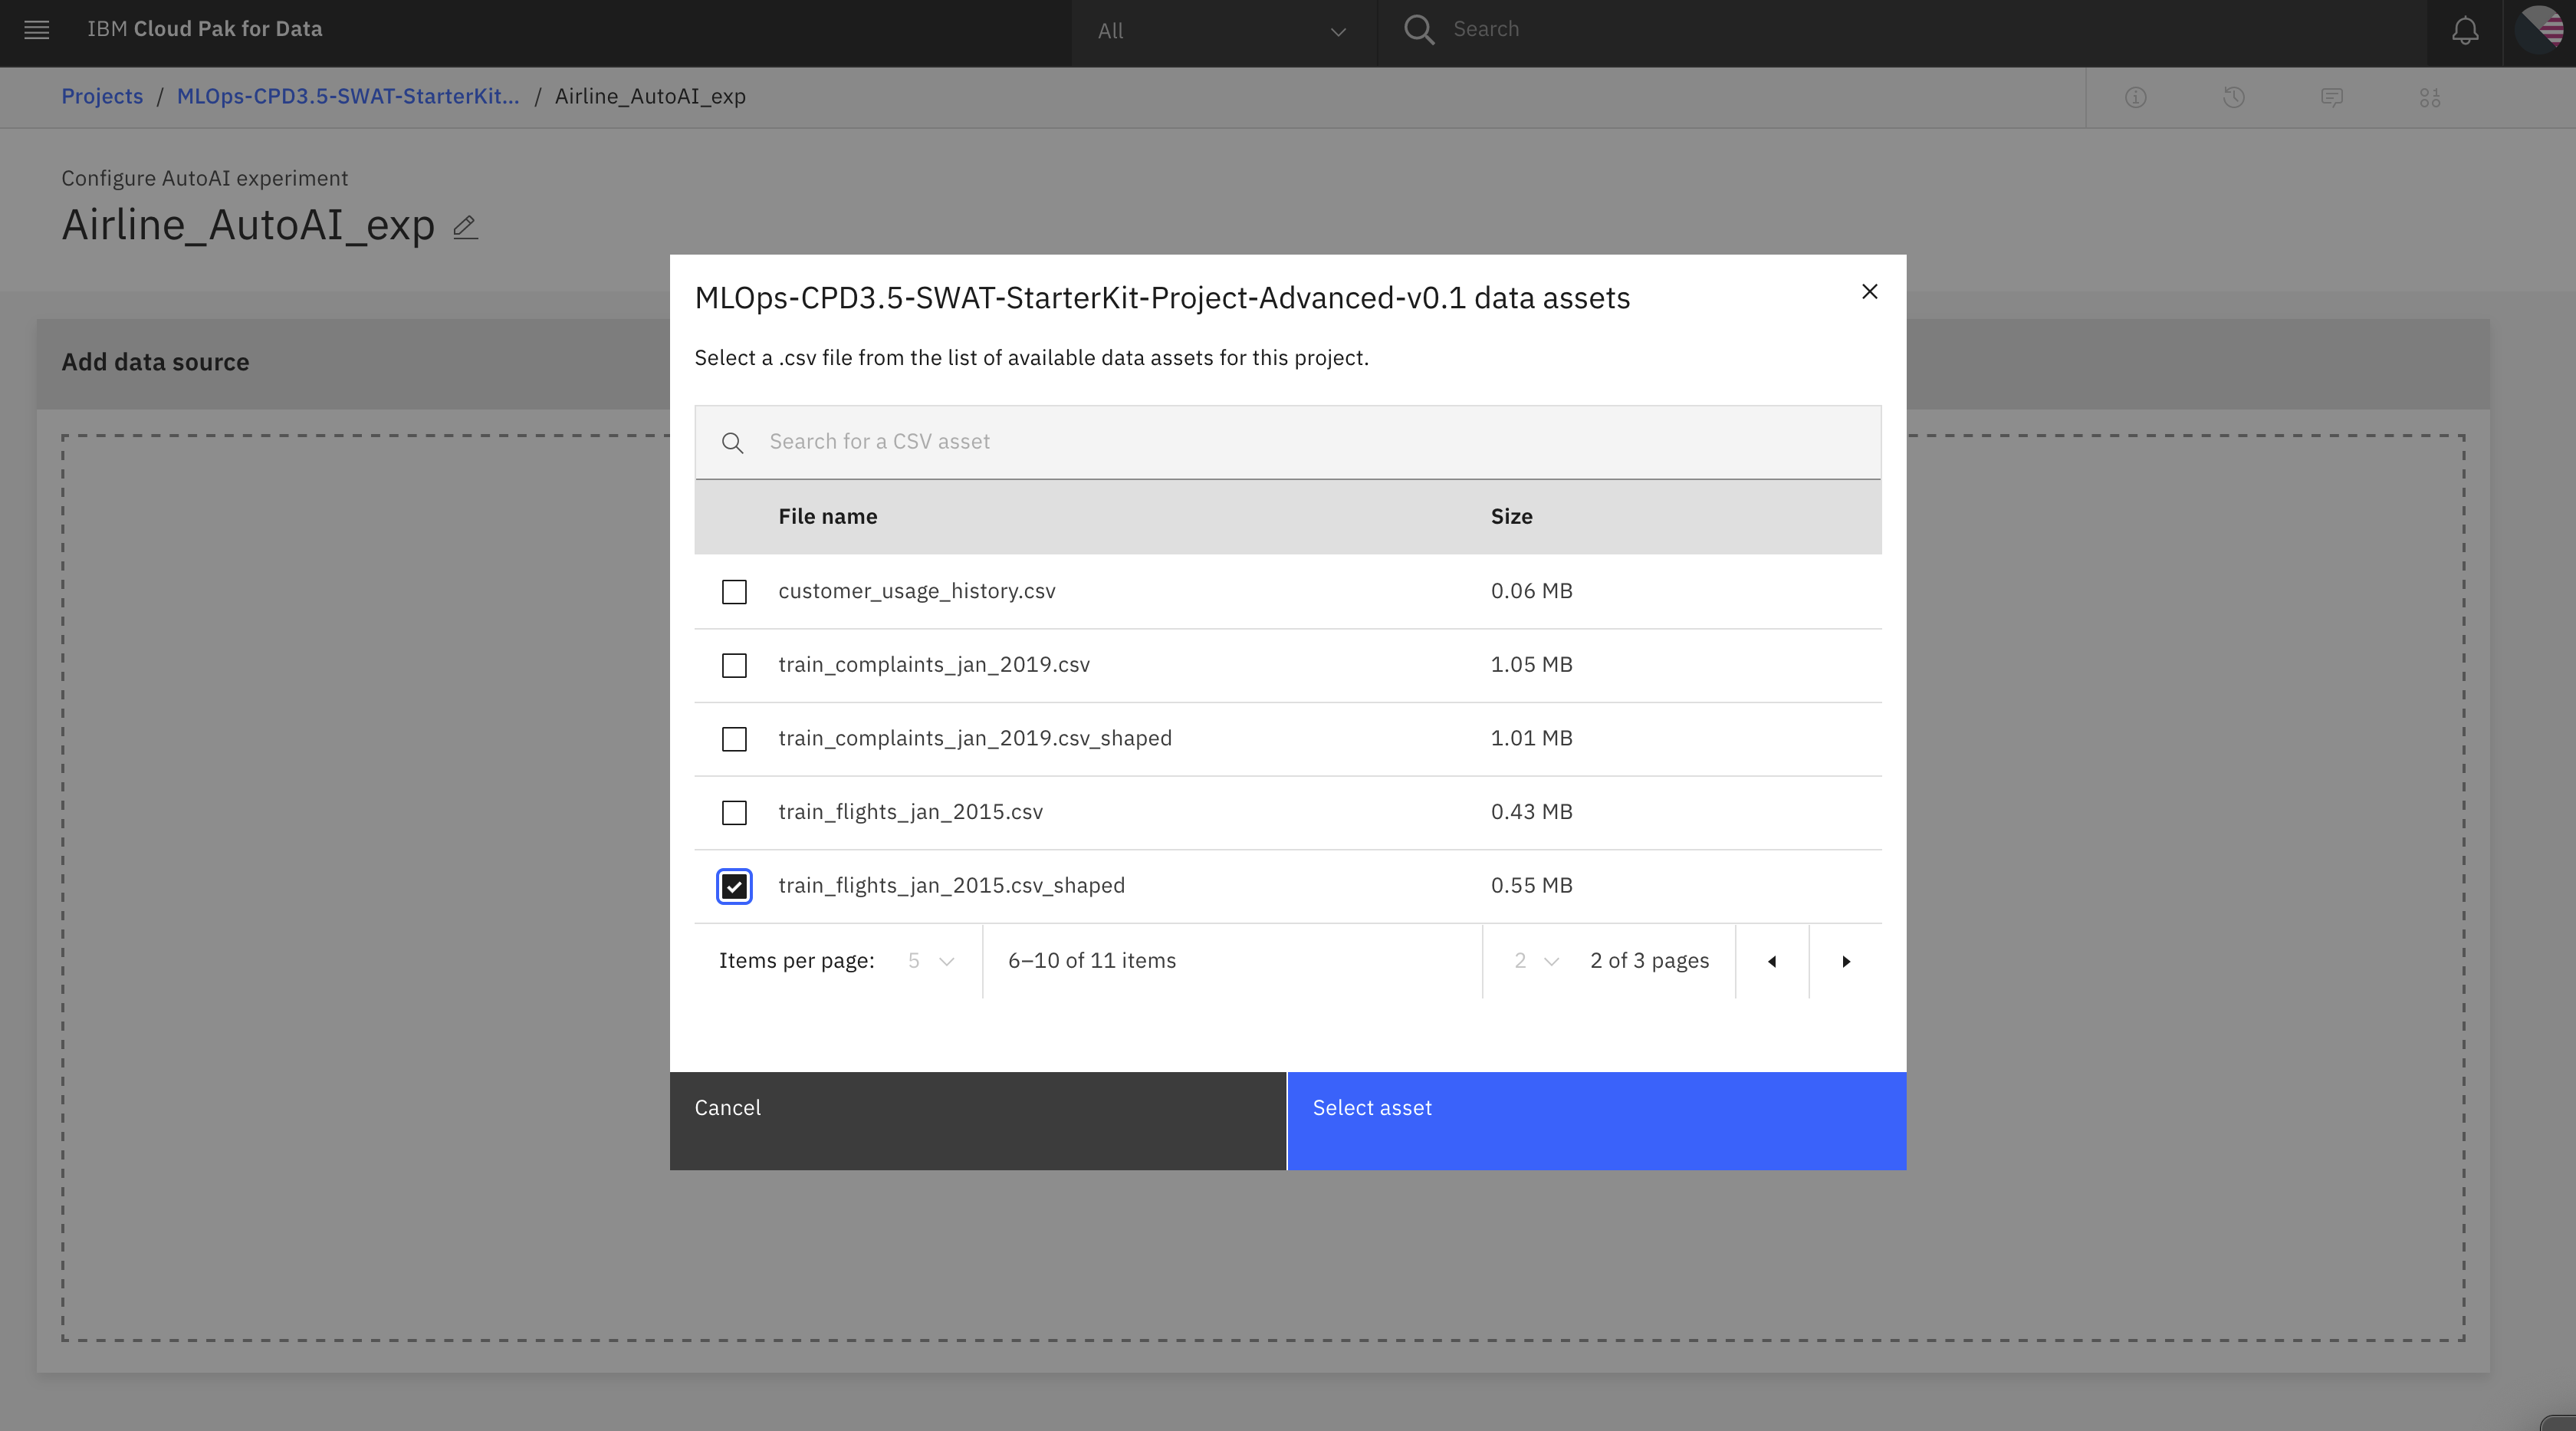 IBM Cloud Pak for Data
All
Search
Projects / MLOps-CPD3.5-SWAT-StarterKit... / Airline_AutoAI_exp
Configure AutoAI experiment
Airline_AutoAI_exp
Add data source
MLOps-CPD3.5-SWAT-StarterKit-Project-Advanced-v0.1 data assets
Select a .csv file from the list of available data assets for this project.
Search for a CSV asset
File name Size
customer_usage_history.csv 0.06 MB
train_complaints_jan_2019.csv 1.05 MB
train_complaints_jan_2019.csv_shaped 1.01 MB
train_flights_jan_2015.csv 0.43 MB
train_flights_jan_2015.csv_shaped 0.55 MB
Items per page: 5 6–10 of 11 items 2 2 of 3 pages
Cancel Select asset